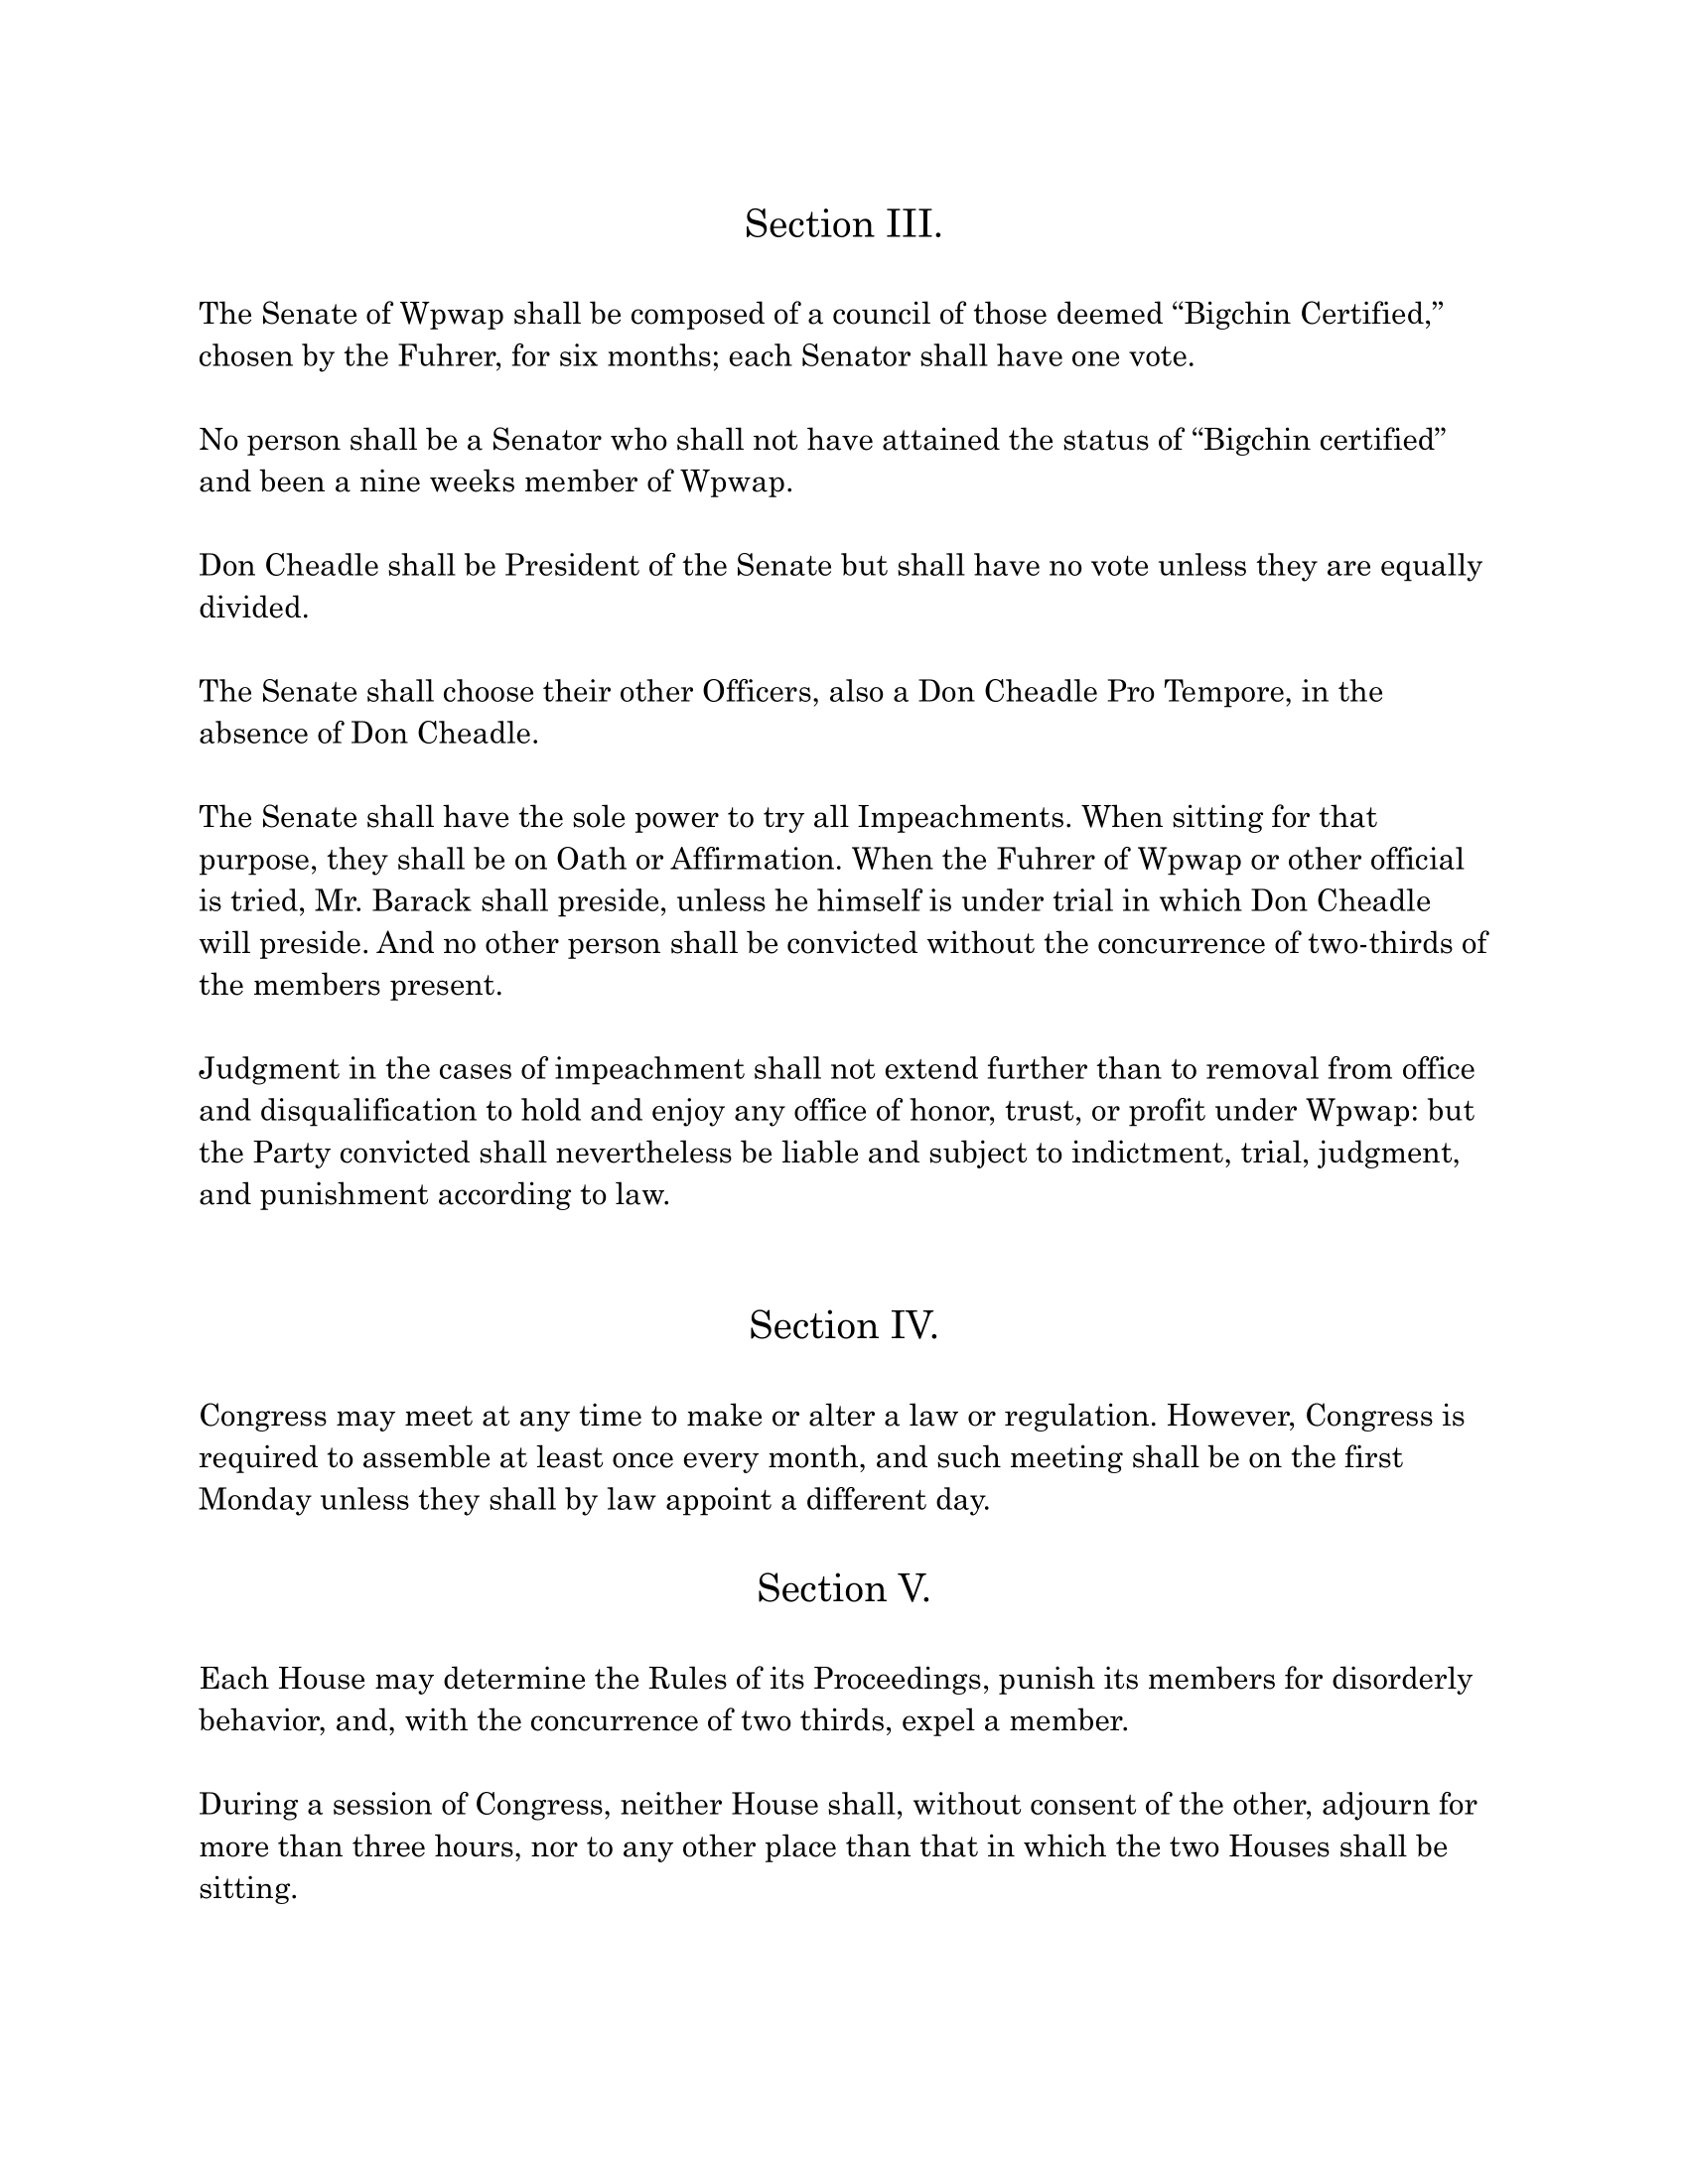 Section III.
The Senate of Wpwap shall be composed of a council of those deemed “Bigchin Certified,”
chosen by the Fuhrer, for six months; each Senator shall have one vote.
No person shall be a Senator who shall not have attained the status of “Bigchin certified”
and been a nine weeks member of Wpwap.
Don Cheadle shall be President of the Senate but shall have no vote unless they are equally
divided.
The Senate shall choose their other Officers, also a Don Cheadle Pro Tempore, in the
absence of Don Cheadle.
The Senate shall have the sole power to try all Impeachments. When sitting for that
purpose, they shall be on Oath or Affirmation. When the Fuhrer of Wpwap or other official
is tried, Mr. Barack shall preside, unless he himself is under trial in which Don Cheadle
will preside. And no other person shall be convicted without the concurrence of two-thirds of
the members present.
Judgment in the cases of impeachment shall not extend further than to removal from office
and disqualification to hold and enjoy any office of honor, trust, or profit under Wpwap: but
the Party convicted shall nevertheless be liable and subject to indictment, trial, judgment,
and punishment according to law.
Section IV.
Congress may meet at any time to make or alter a law or regulation. However, Congress is
required to assemble at least once every month, and such meeting shall be on the first
Monday unless they shall by law appoint a different day.
Section V.
Each House may determine the Rules of its Proceedings, punish its members for disorderly
behavior, and, with the concurrence of two thirds, expel a member.
During a session of Congress, neither House shall, without consent of the other, adjourn for
more than three hours, nor to any other place than that in which the two Houses shall be
sitting.